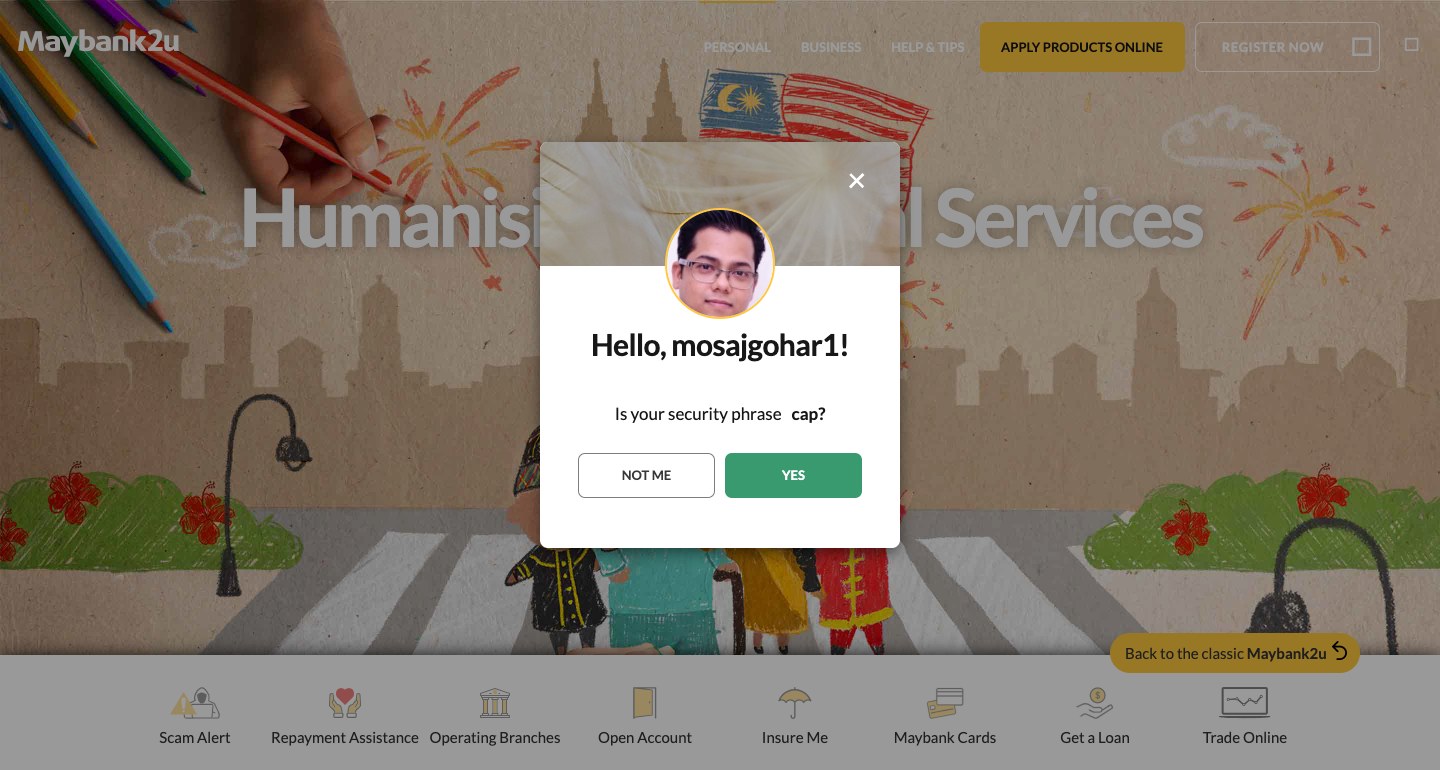 Maybank2u
PERSONAL
BUSINESS
HELP & TIPS
APPLY PRODUCTS ONLINE
REGISTER NOW
Humanisi
l Services
Hello, mosajgohar1!
Is your security phrase cap?
NOT ME
YES
Back to the classic Maybank2u
Scam Alert
Repayment Assistance
Operating Branches
Open Account
Insure Me
Maybank Cards
Get a Loan
Trade Online